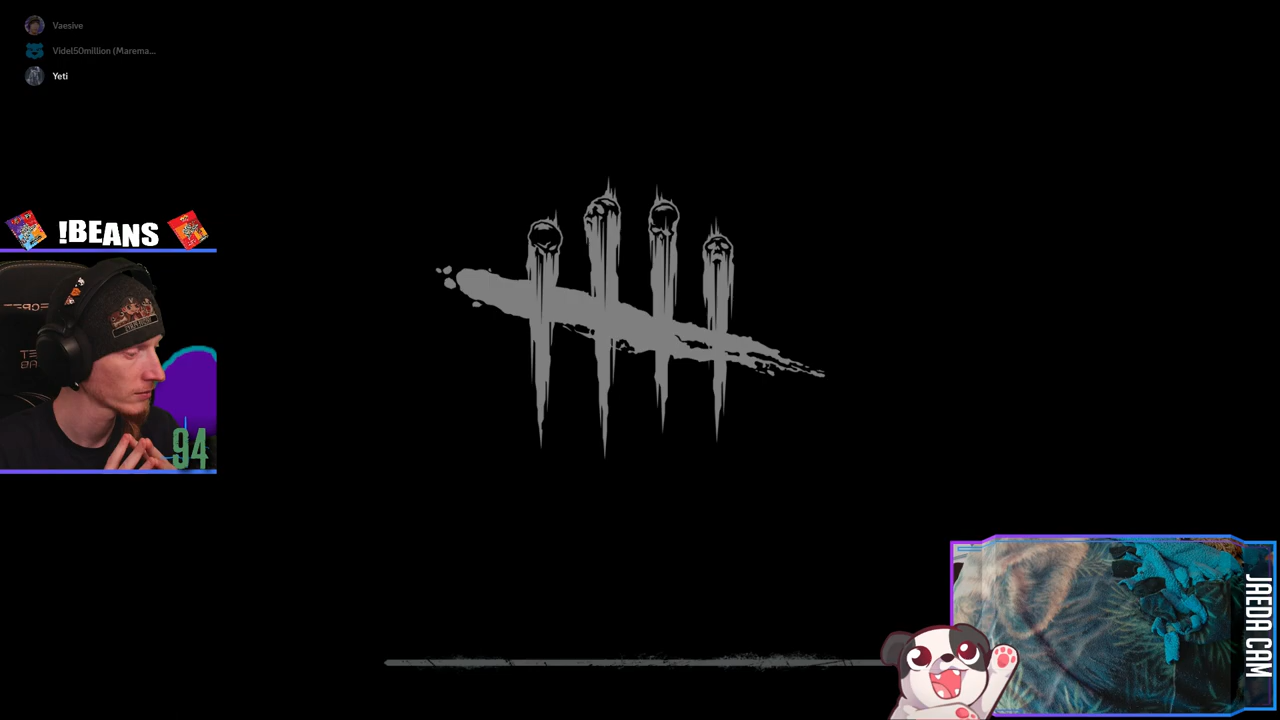 Vaesive
Videl50million (Marema...
Yeti
!BEANS
94
JAEDA CAM